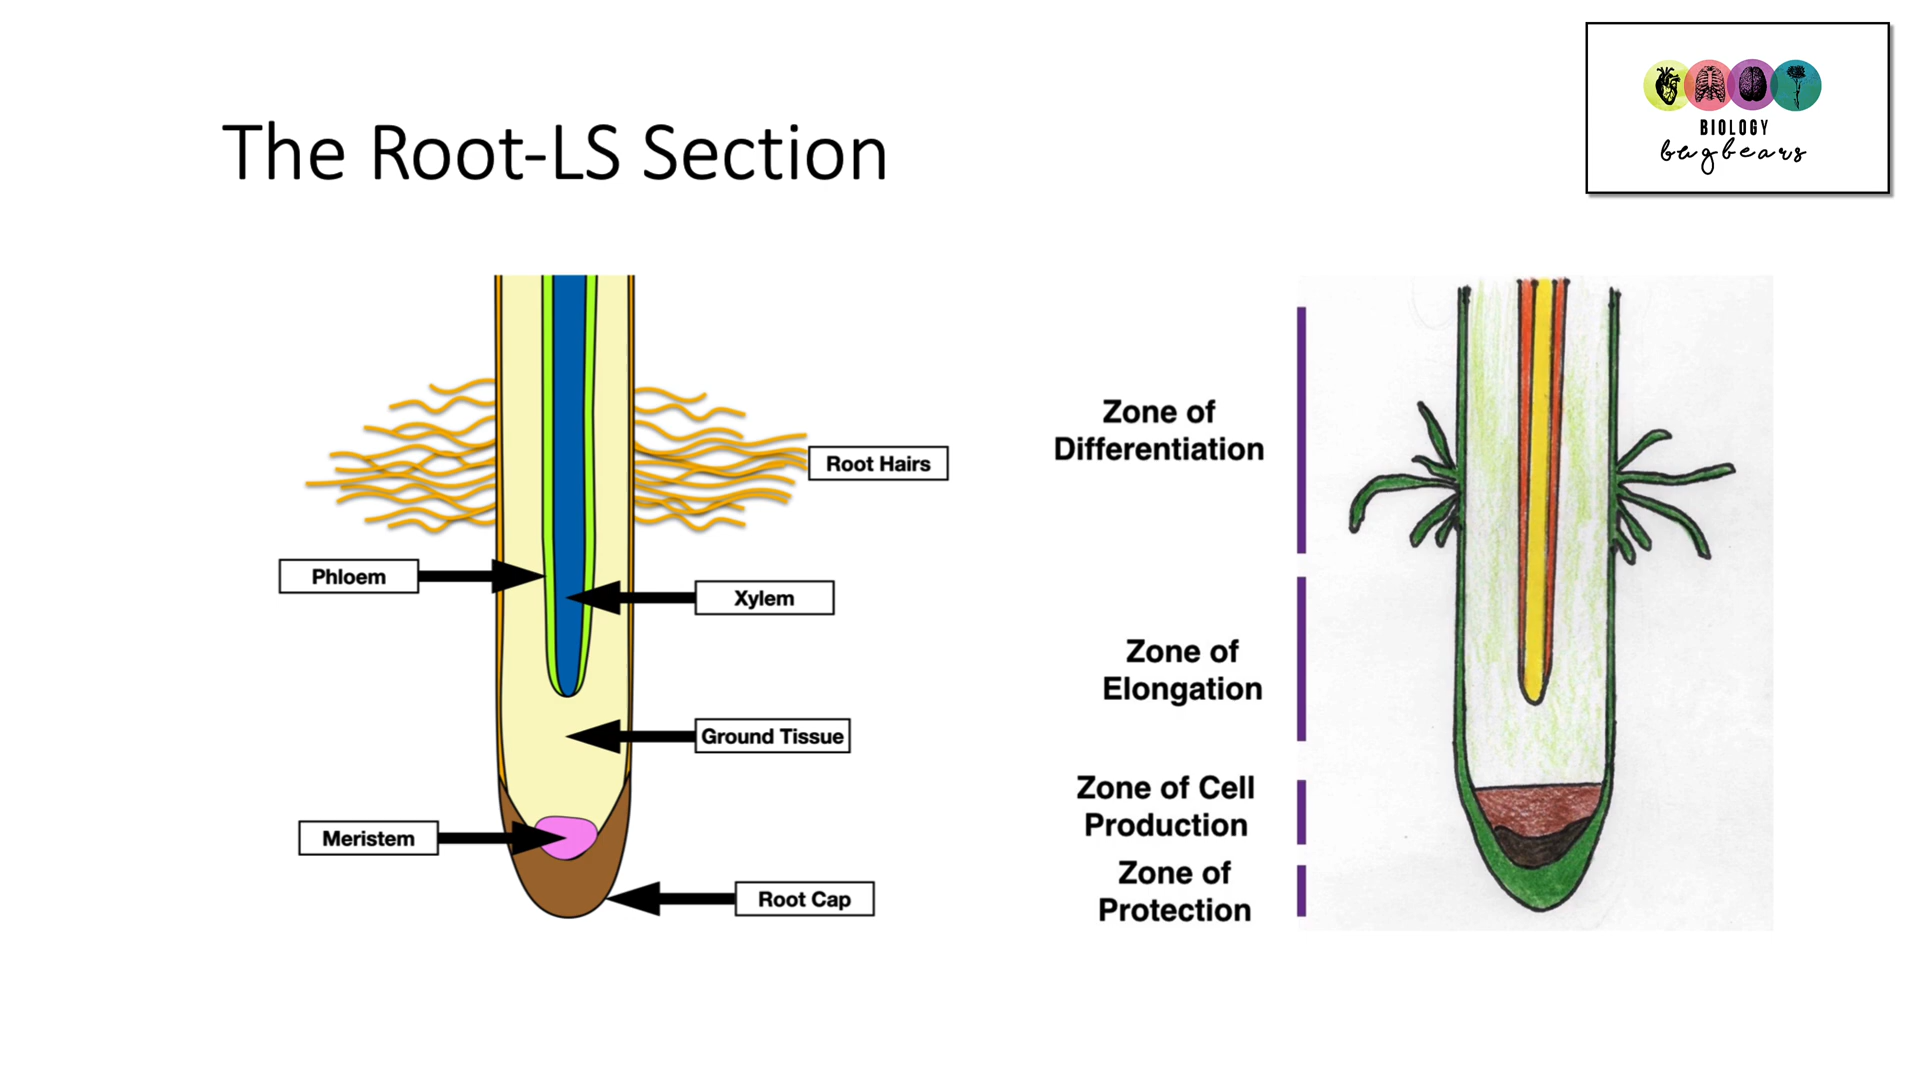 The Root-LS Section
BIOLOGY
bugbears
Root Hairs
Phloem
Xylem
Ground Tissue
Meristem
Root Cap
Zone of
Differentiation
Zone of
Elongation
Zone of Cell
Production
Zone of
Protection